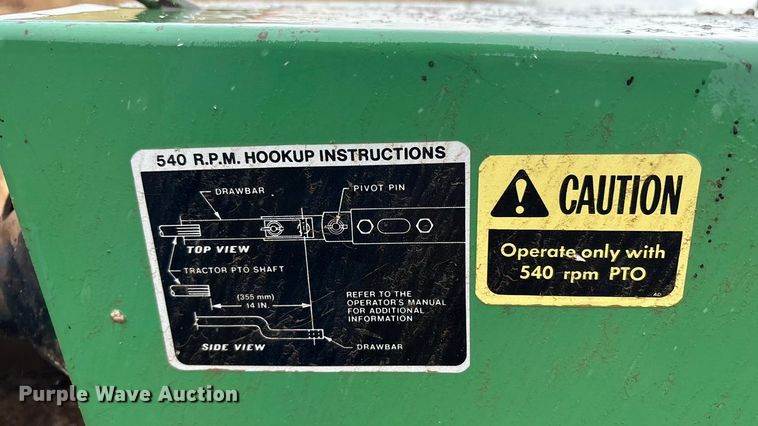 540 R.P.M. HOOKUP INSTRUCTIONS
DRAWBAR
PIVOT PIN
TOP VIEW
TRACTOR PTO SHAFT
(355 mm)
14 IN.
REFER TO THE
OPERATOR'S MANUAL
FOR ADDITIONAL
INFORMATION
SIDE VIEW
DRAWBAR
CAUTION
Operate only with
540 rpm PTO
Purple Wave Auction